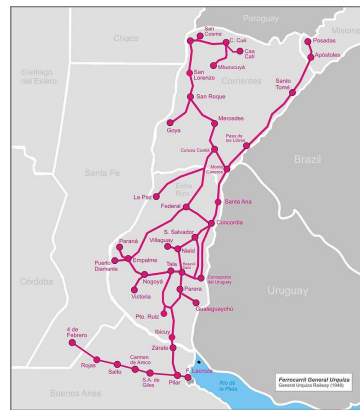 Paraguay
Misiones
Chaco
San
Cosme
C. Cuá
Caa
Catí
Mburucuyá
Posadas
Apóstoles
Santiago
del Estero
San
Lorenzo
Corrientes
San Roque
Santo
Tomé
Goya
Mercedes
Paso de
los Libres
Curuzú Cuatiá
Monte
Caseros
Brazil
Santa Fe
Entre
Ríos
La Paz
Santa Ana
Federal
Concordia
Paraná
S. Salvador
Villaguay
Puerto
Diamante
Empalme
Nield
Tala
Concepción
del Uruguay
Nogoyá
Parera
Victoria
Gualeguaychú
Uruguay
Córdoba
Pto. Ruiz
Ibicuy
4 de
Febrero
Zárate
Rojas
Salto
Carmen
de Areco
S.A. de
Giles
Pilar
F. Lacroze
Río de
la Plata
Buenos Aires
Ferrocarril General Urquiza
General Urquiza Railway (1948)